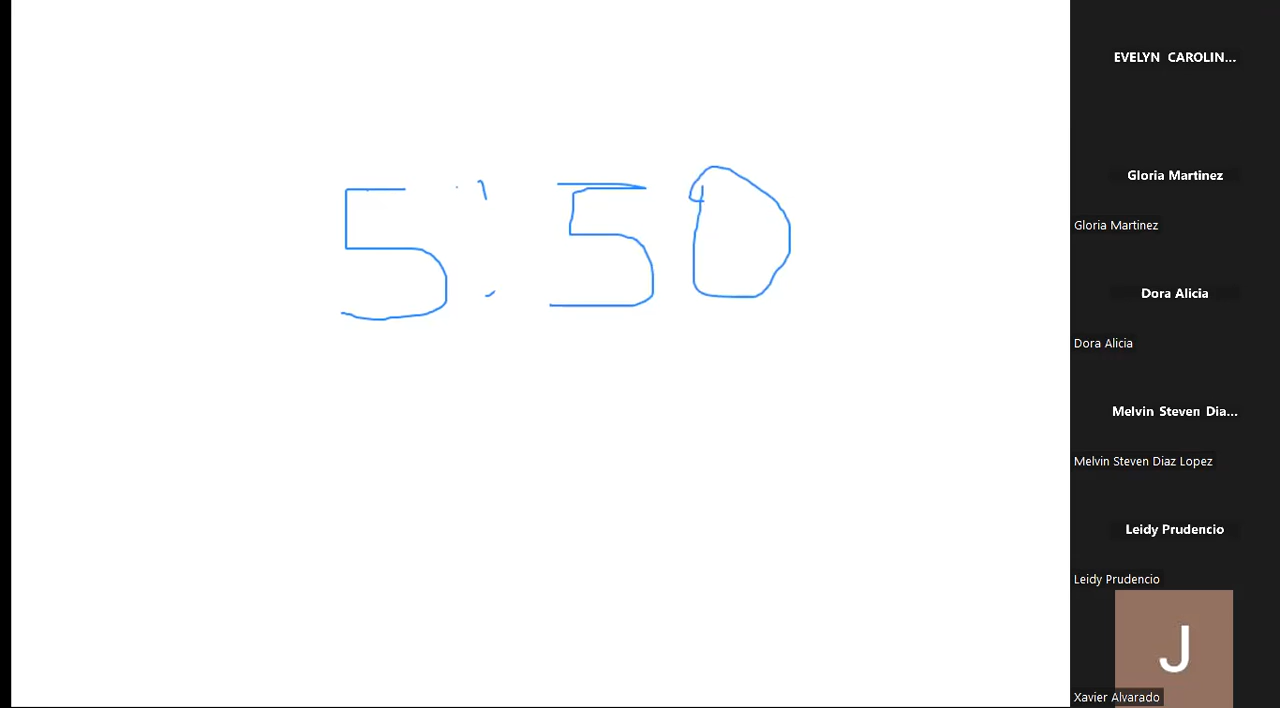 5:50
EVELYN CAROLIN...
Gloria Martinez
Gloria Martinez
Dora Alicia
Dora Alicia
Melvin Steven Dia...
Melvin Steven Diaz Lopez
Leidy Prudencio
Leidy Prudencio
J
Xavier Alvarado